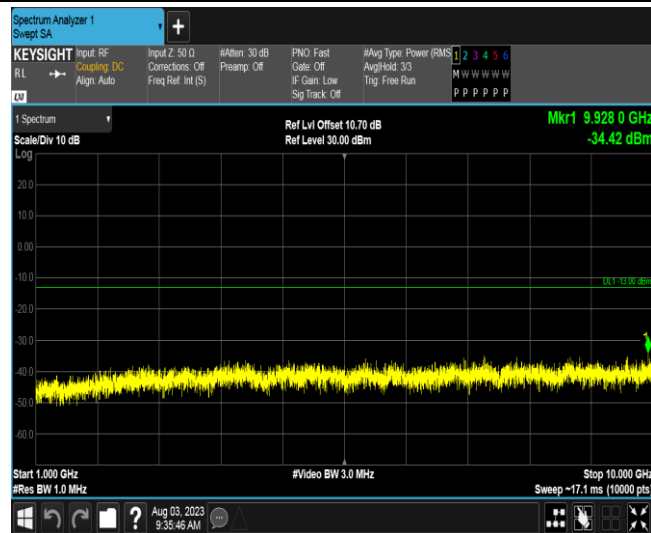 Spectrum Analyzer 1
Swept SA
+
KEYSIGHT
RL
LXI
Input: RF
Coupling: DC
Align: Auto
Input Z: 50 Ω
Corrections: Off
Freq Ref: Int (S)
#Atten: 30 dB
Preamp: Off
PNO: Fast
Gate: Off
IF Gain: Low
Sig Track: Off
#Avg Type: Power (RMS
Avg|Hold: 3/3
Trig: Free Run
1 2 3 4 5 6
M W W W W W
P P P P P P
1 Spectrum
Scale/Div 10 dB
Log
Ref Lvl Offset 10.70 dB
Ref Level 30.00 dBm
Mkr1 9.928 0 GHz
-34.42 dBm
20.0
10.0
0.00
-10.0
DL1 -13.00 dBm
-20.0
-30.0
-40.0
-50.0
-60.0
Start 1.000 GHz
#Video BW 3.0 MHz
Stop 10.000 GHz
#Res BW 1.0 MHz
Sweep ~17.1 ms (10000 pts)
?
Aug 03, 2023
9:35:46 AM